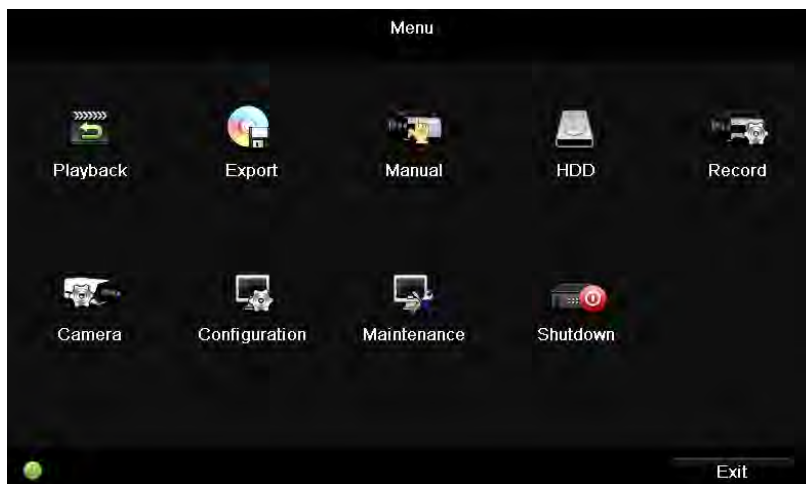 Menu
Playback Export Manual HDD Record
Camera Configuration Maintenance Shutdown
Exit